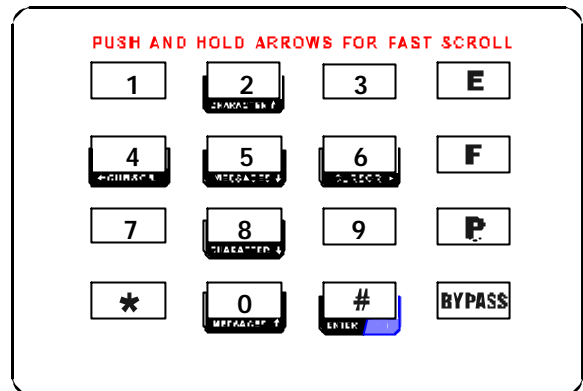 PUSH AND HOLD ARROWS FOR FAST SCROLL
1 2 3 E
CHARACTER ↑
4 5 6 F
←CURSOR MESSAGES ↓ CURSOR →
7 8 9 P
CHARACTER ↓
* 0 # BYPASS
MESSAGES ↑ ENTER